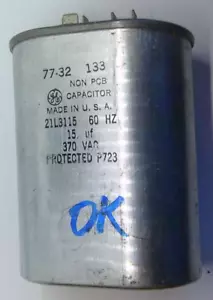 77-32 133
NON PCB
GE CAPACITOR
MADE IN U.S.A.
21L3115 60 HZ
15 uf
370 VAC
PROTECTED P723
OK